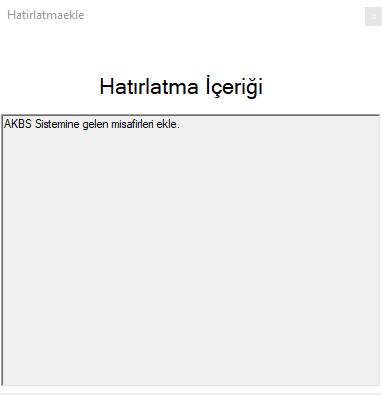 Hatirlatmaekle
Hatırlatma İçeriği
AKBS Sistemine gelen misafirleri ekle.